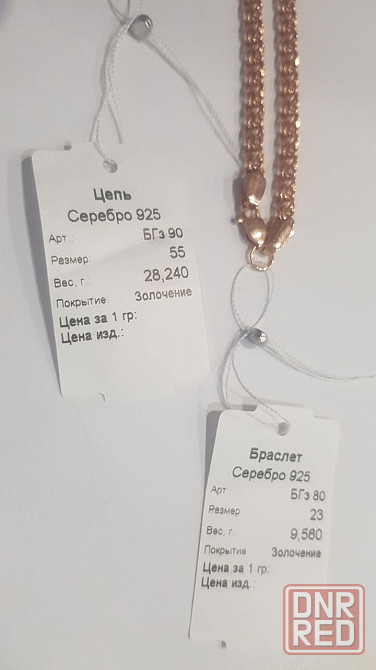 Цепь
Серебро 925
Арт.: БГз 90
Размер: 55
Вес, г.: 28,240
Покрытие: Золочение
Цена за 1 гр:
Цена изд.:
Браслет
Серебро 925
Арт.: БГз 80
Размер 23
Вес, г. 9,560
Покрытие: Золочение
Цена за 1 гр:
Цена изд.:
DNR
RED